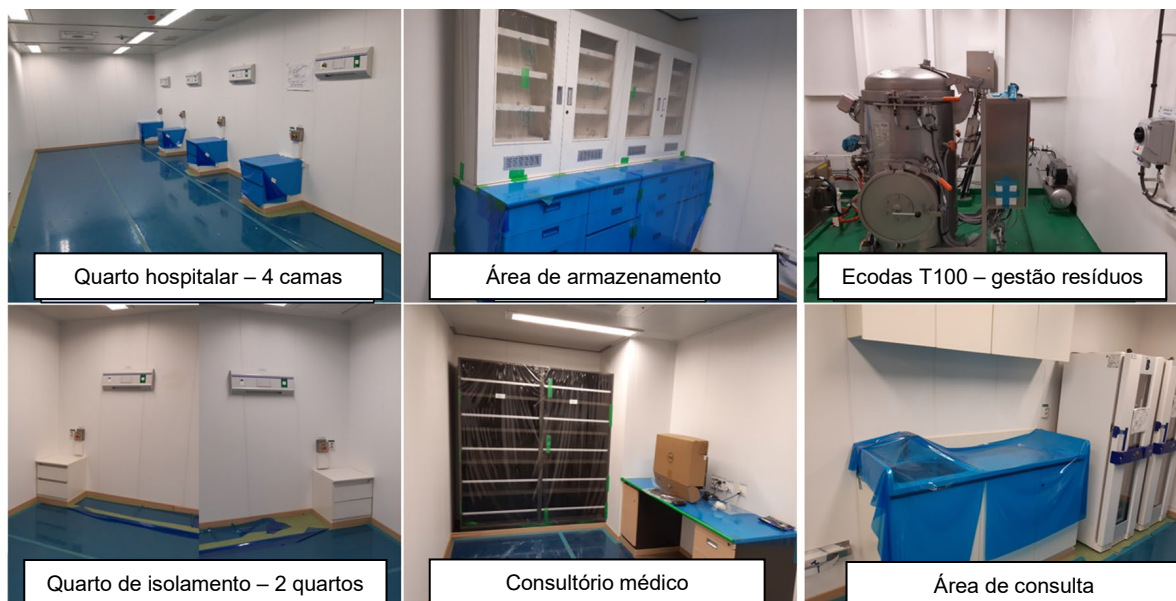 Quarto hospitalar – 4 camas
Área de armazenamento
Ecodas T100 – gestão resíduos
Quarto de isolamento – 2 quartos
Consultório médico
Área de consulta